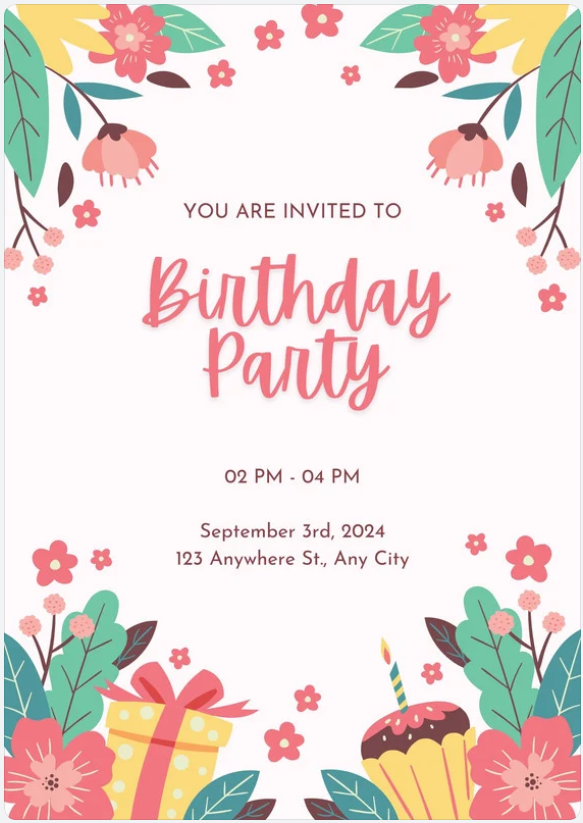 YOU ARE INVITED TO
Birthday
Party
02 PM - 04 PM
September 3rd, 2024
123 Anywhere St., Any City